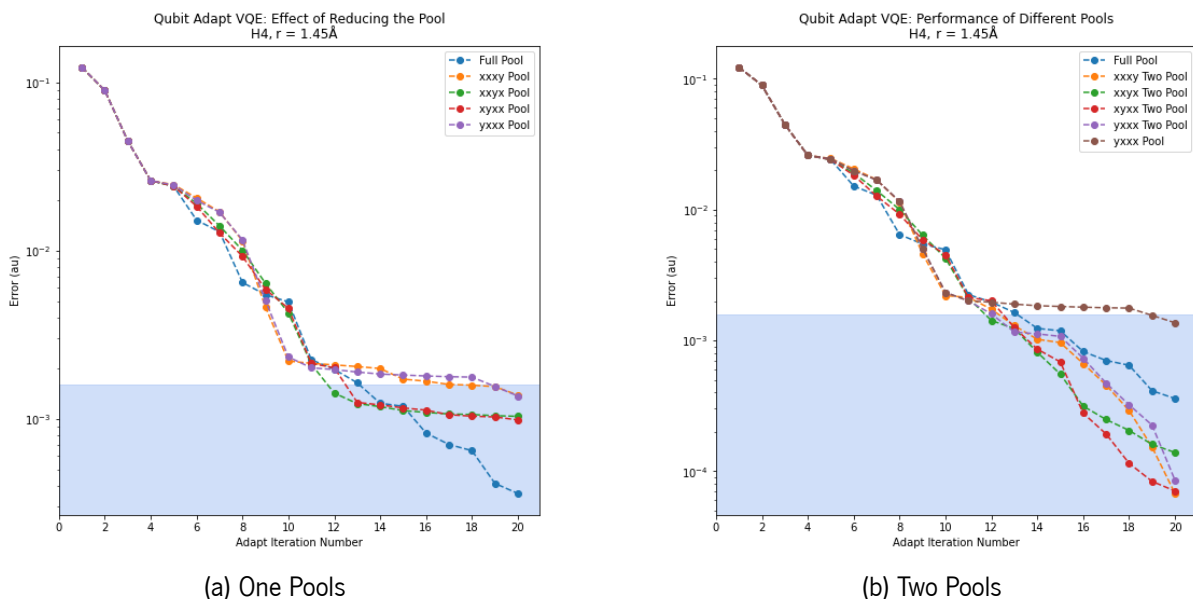 Qubit Adapt VQE: Effect of Reducing the Pool
H4, r = 1.45Å
Error (au)
10⁻¹
10⁻²
10⁻³
Full Pool
xxxy Pool
xxyx Pool
xyxx Pool
yxxx Pool
0 2 4 6 8 10 12 14 16 18 20
Adapt Iteration Number
(a) One Pools
Qubit Adapt VQE: Performance of Different Pools
H4, r = 1.45Å
Error (au)
10⁻¹
10⁻²
10⁻³
10⁻⁴
Full Pool
xxxy Two Pool
xxyx Two Pool
xyxx Two Pool
yxxx Two Pool
yxxx Pool
0 2 4 6 8 10 12 14 16 18 20
Adapt Iteration Number
(b) Two Pools